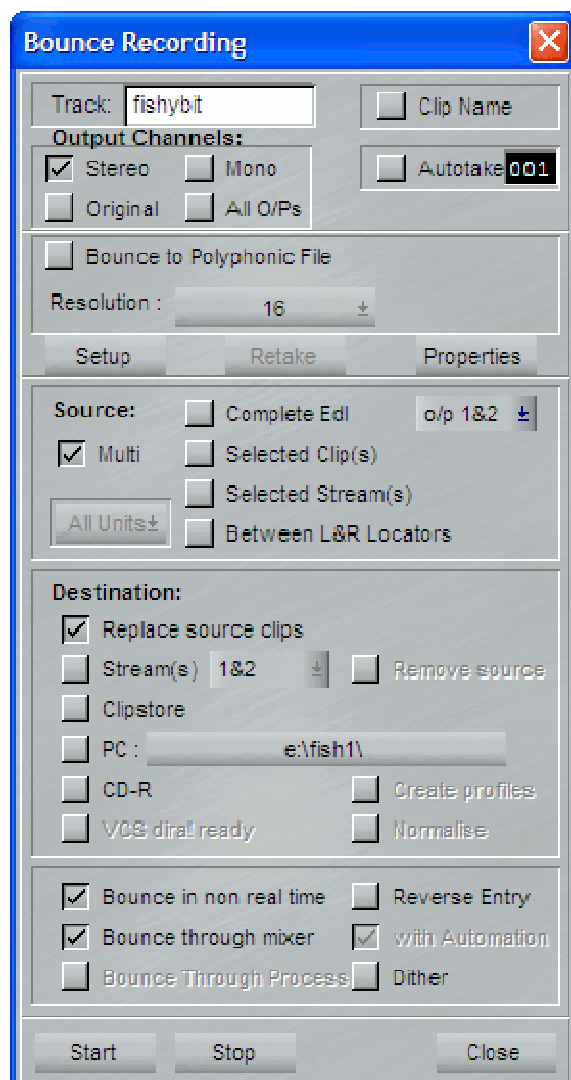 Bounce Recording
Track: fishybit
Clip Name
Output Channels:
Stereo Mono
Autotake 001
Original All O/Ps
Bounce to Polyphonic File
Resolution : 16
Setup Retake Properties
Source: Complete Edl o/p 1&2
Multi Selected Clip(s)
Selected Stream(s)
All Units
Between L&R Locators
Destination:
Replace source clips
Stream(s) 1&2 Remove source
Clipstore
PC : e:\fish1\
CD-R Create profiles
VCS diral ready Normalise
Bounce in non real time Reverse Entry
Bounce through mixer with Automation
Bounce Through Process Dither
Start Stop Close